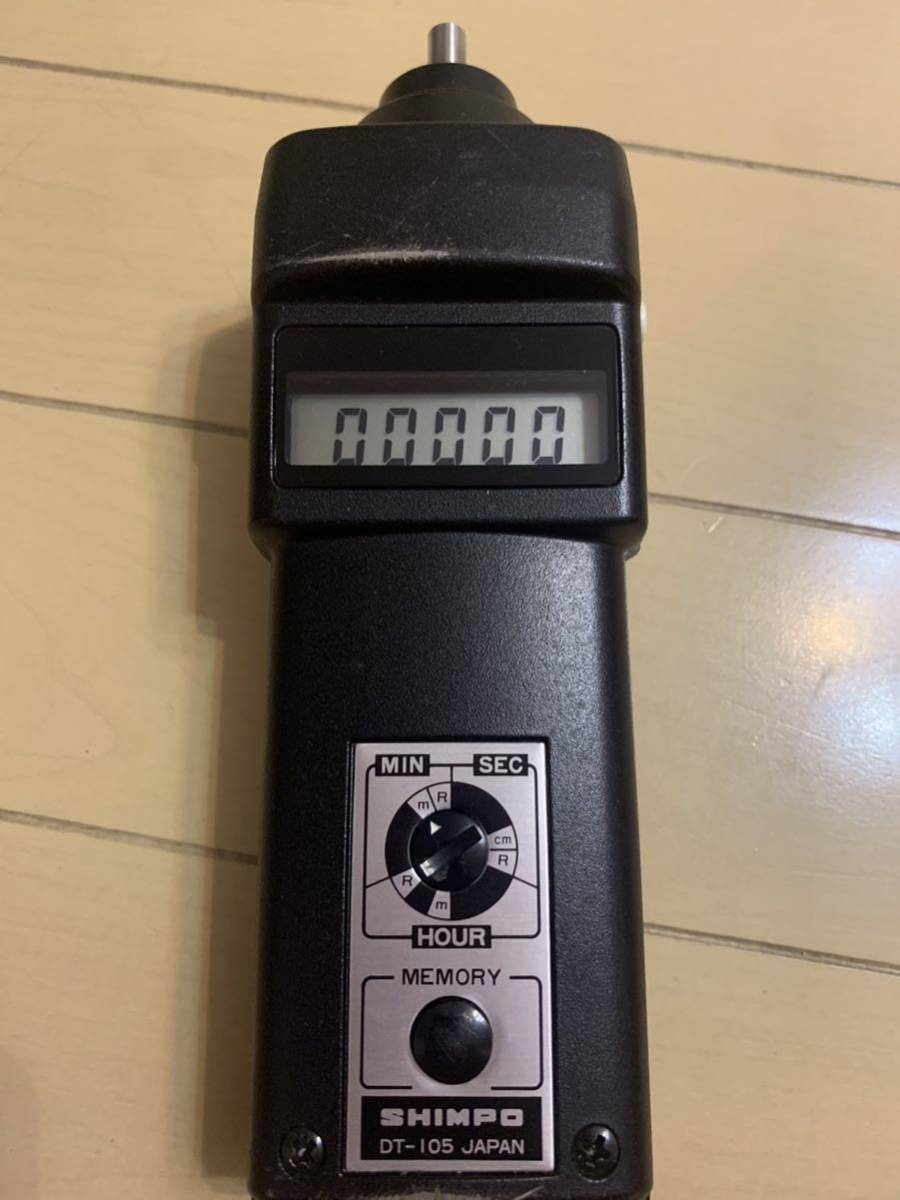 00000
MIN SEC
m R
cm
R
R
m
HOUR
MEMORY
SHIMPO
DT-105 JAPAN